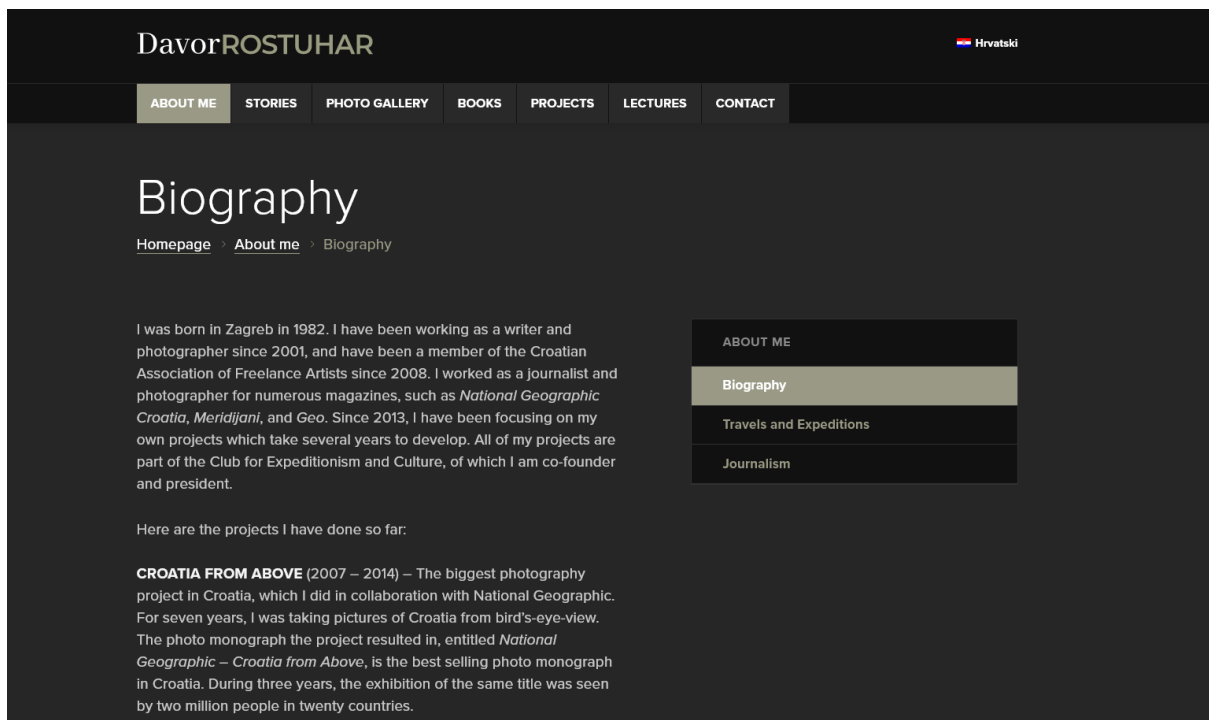 DavorROSTUHAR
Hrvatski
ABOUT ME STORIES PHOTO GALLERY BOOKS PROJECTS LECTURES CONTACT
Biography
Homepage › About me › Biography
I was born in Zagreb in 1982. I have been working as a writer and
photographer since 2001, and have been a member of the Croatian
Association of Freelance Artists since 2008. I worked as a journalist and
photographer for numerous magazines, such as National Geographic
Croatia, Meridijani, and Geo. Since 2013, I have been focusing on my
own projects which take several years to develop. All of my projects are
part of the Club for Expeditionism and Culture, of which I am co-founder
and president.
Here are the projects I have done so far:
CROATIA FROM ABOVE (2007 – 2014) – The biggest photography
project in Croatia, which I did in collaboration with National Geographic.
For seven years, I was taking pictures of Croatia from bird's-eye-view.
The photo monograph the project resulted in, entitled National
Geographic – Croatia from Above, is the best selling photo monograph
in Croatia. During three years, the exhibition of the same title was seen
by two million people in twenty countries.
ABOUT ME
Biography
Travels and Expeditions
Journalism